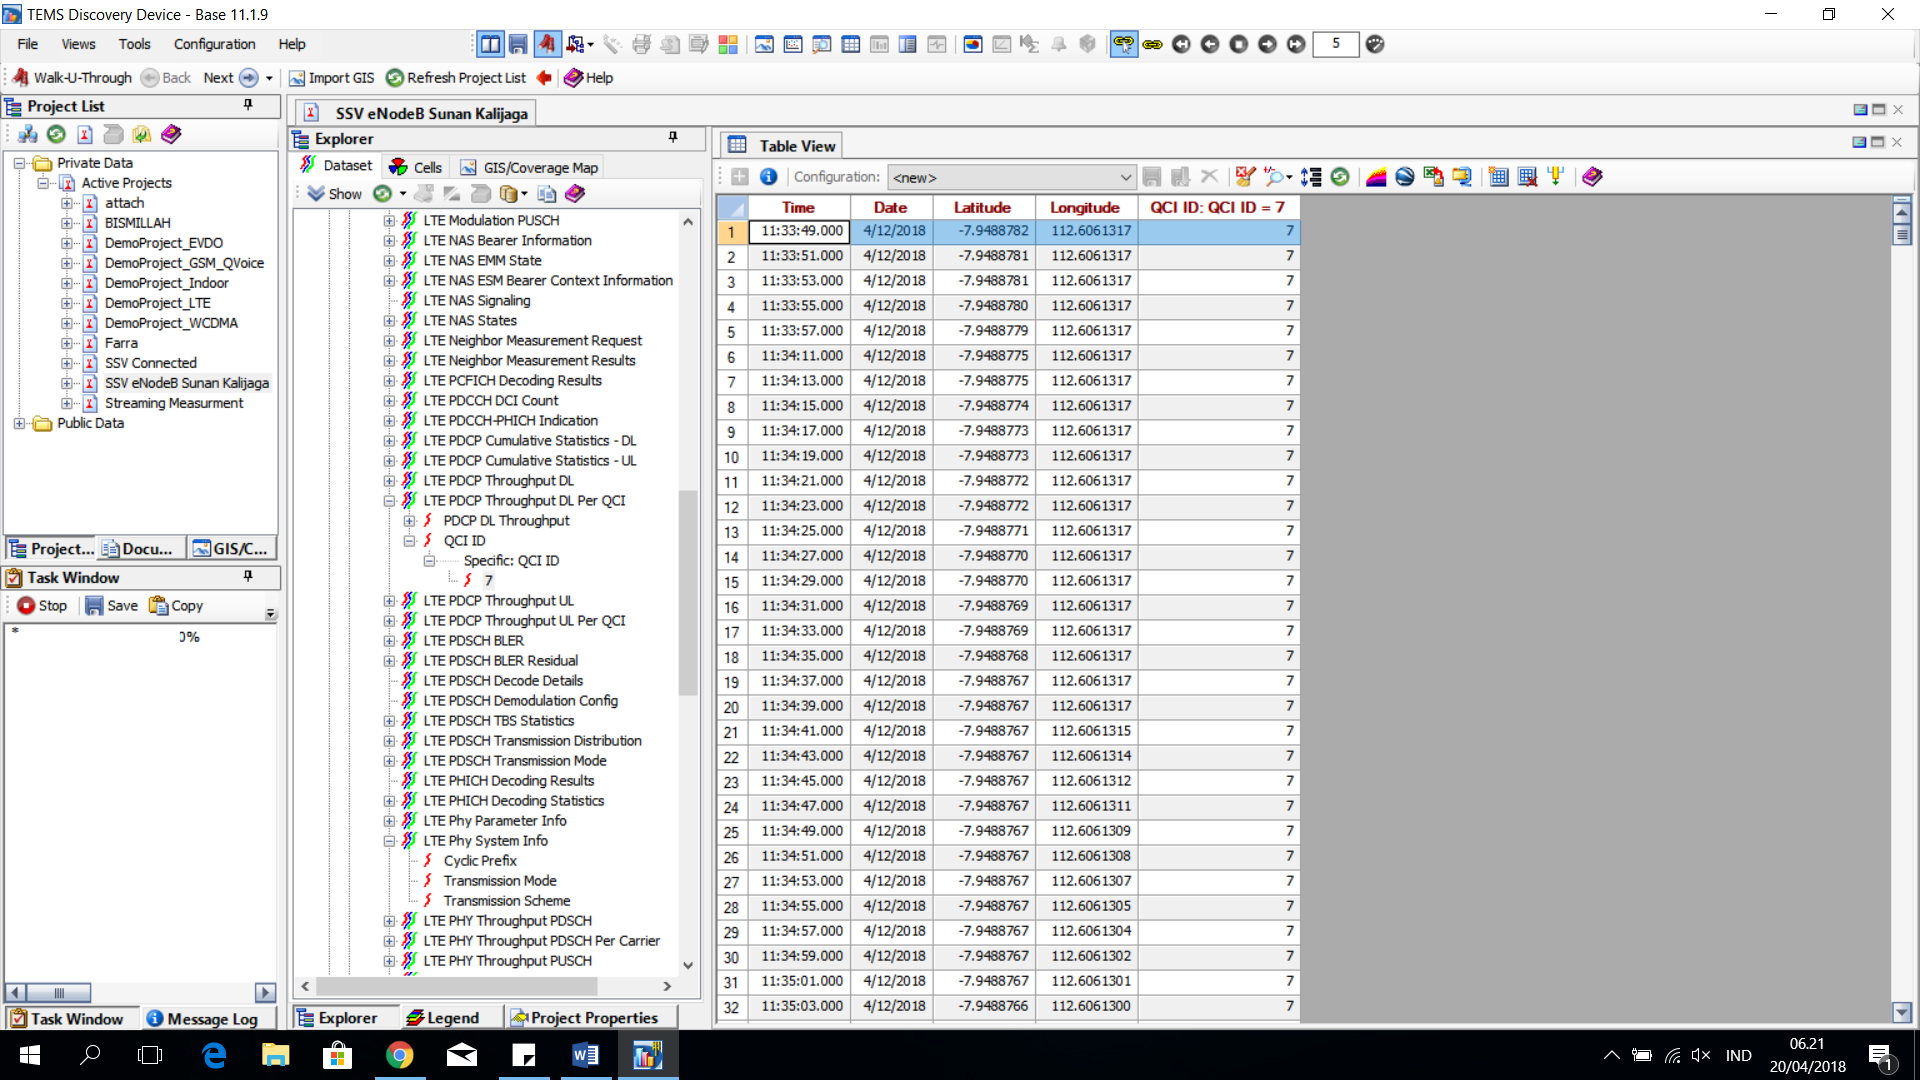 TEMS Discovery Device - Base 11.1.9
File Views Tools Configuration Help
5
Walk-U-Through Back Next Import GIS Refresh Project List Help
Project List
Private Data
Active Projects
attach
BISMILLAH
DemoProject_EVDO
DemoProject_GSM_QVoice
DemoProject_Indoor
DemoProject_LTE
DemoProject_WCDMA
Farra
SSV Connected
SSV eNodeB Sunan Kalijaga
Streaming Measurment
Public Data
Project... Docu... GIS/C...
Task Window
Stop Save Copy
* 0%
Task Window Message Log
SSV eNodeB Sunan Kalijaga
Explorer
Dataset Cells GIS/Coverage Map
Show
LTE Modulation PUSCH
LTE NAS Bearer Information
LTE NAS EMM State
LTE NAS ESM Bearer Context Information
LTE NAS Signaling
LTE NAS States
LTE Neighbor Measurement Request
LTE Neighbor Measurement Results
LTE PCFICH Decoding Results
LTE PDCCH DCI Count
LTE PDCCH-PHICH Indication
LTE PDCP Cumulative Statistics - DL
LTE PDCP Cumulative Statistics - UL
LTE PDCP Throughput DL
LTE PDCP Throughput DL Per QCI
PDCP DL Throughput
QCI ID
Specific: QCI ID
7
LTE PDCP Throughput UL
LTE PDCP Throughput UL Per QCI
LTE PDSCH BLER
LTE PDSCH BLER Residual
LTE PDSCH Decode Details
LTE PDSCH Demodulation Config
LTE PDSCH TBS Statistics
LTE PDSCH Transmission Distribution
LTE PDSCH Transmission Mode
LTE PHICH Decoding Results
LTE PHICH Decoding Statistics
LTE Phy Parameter Info
LTE Phy System Info
Cyclic Prefix
Transmission Mode
Transmission Scheme
LTE PHY Throughput PDSCH
LTE PHY Throughput PDSCH Per Carrier
LTE PHY Throughput PUSCH
Explorer Legend Project Properties
Table View
Configuration: <new>
Time Date Latitude Longitude QCI ID: QCI ID = 7
1 11:33:49.000 4/12/2018 -7.9488782 112.6061317 7
2 11:33:51.000 4/12/2018 -7.9488781 112.6061317 7
3 11:33:53.000 4/12/2018 -7.9488781 112.6061317 7
4 11:33:55.000 4/12/2018 -7.9488780 112.6061317 7
5 11:33:57.000 4/12/2018 -7.9488779 112.6061317 7
6 11:34:11.000 4/12/2018 -7.9488775 112.6061317 7
7 11:34:13.000 4/12/2018 -7.9488775 112.6061317 7
8 11:34:15.000 4/12/2018 -7.9488774 112.6061317 7
9 11:34:17.000 4/12/2018 -7.9488773 112.6061317 7
10 11:34:19.000 4/12/2018 -7.9488773 112.6061317 7
11 11:34:21.000 4/12/2018 -7.9488772 112.6061317 7
12 11:34:23.000 4/12/2018 -7.9488772 112.6061317 7
13 11:34:25.000 4/12/2018 -7.9488771 112.6061317 7
14 11:34:27.000 4/12/2018 -7.9488770 112.6061317 7
15 11:34:29.000 4/12/2018 -7.9488770 112.6061317 7
16 11:34:31.000 4/12/2018 -7.9488769 112.6061317 7
17 11:34:33.000 4/12/2018 -7.9488769 112.6061317 7
18 11:34:35.000 4/12/2018 -7.9488768 112.6061317 7
19 11:34:37.000 4/12/2018 -7.9488767 112.6061317 7
20 11:34:39.000 4/12/2018 -7.9488767 112.6061317 7
21 11:34:41.000 4/12/2018 -7.9488767 112.6061315 7
22 11:34:43.000 4/12/2018 -7.9488767 112.6061314 7
23 11:34:45.000 4/12/2018 -7.9488767 112.6061312 7
24 11:34:47.000 4/12/2018 -7.9488767 112.6061311 7
25 11:34:49.000 4/12/2018 -7.9488767 112.6061309 7
26 11:34:51.000 4/12/2018 -7.9488767 112.6061308 7
27 11:34:53.000 4/12/2018 -7.9488767 112.6061307 7
28 11:34:55.000 4/12/2018 -7.9488767 112.6061305 7
29 11:34:57.000 4/12/2018 -7.9488767 112.6061304 7
30 11:34:59.000 4/12/2018 -7.9488767 112.6061302 7
31 11:35:01.000 4/12/2018 -7.9488767 112.6061301 7
32 11:35:03.000 4/12/2018 -7.9488766 112.6061300 7
IND
06.21
20/04/2018
1